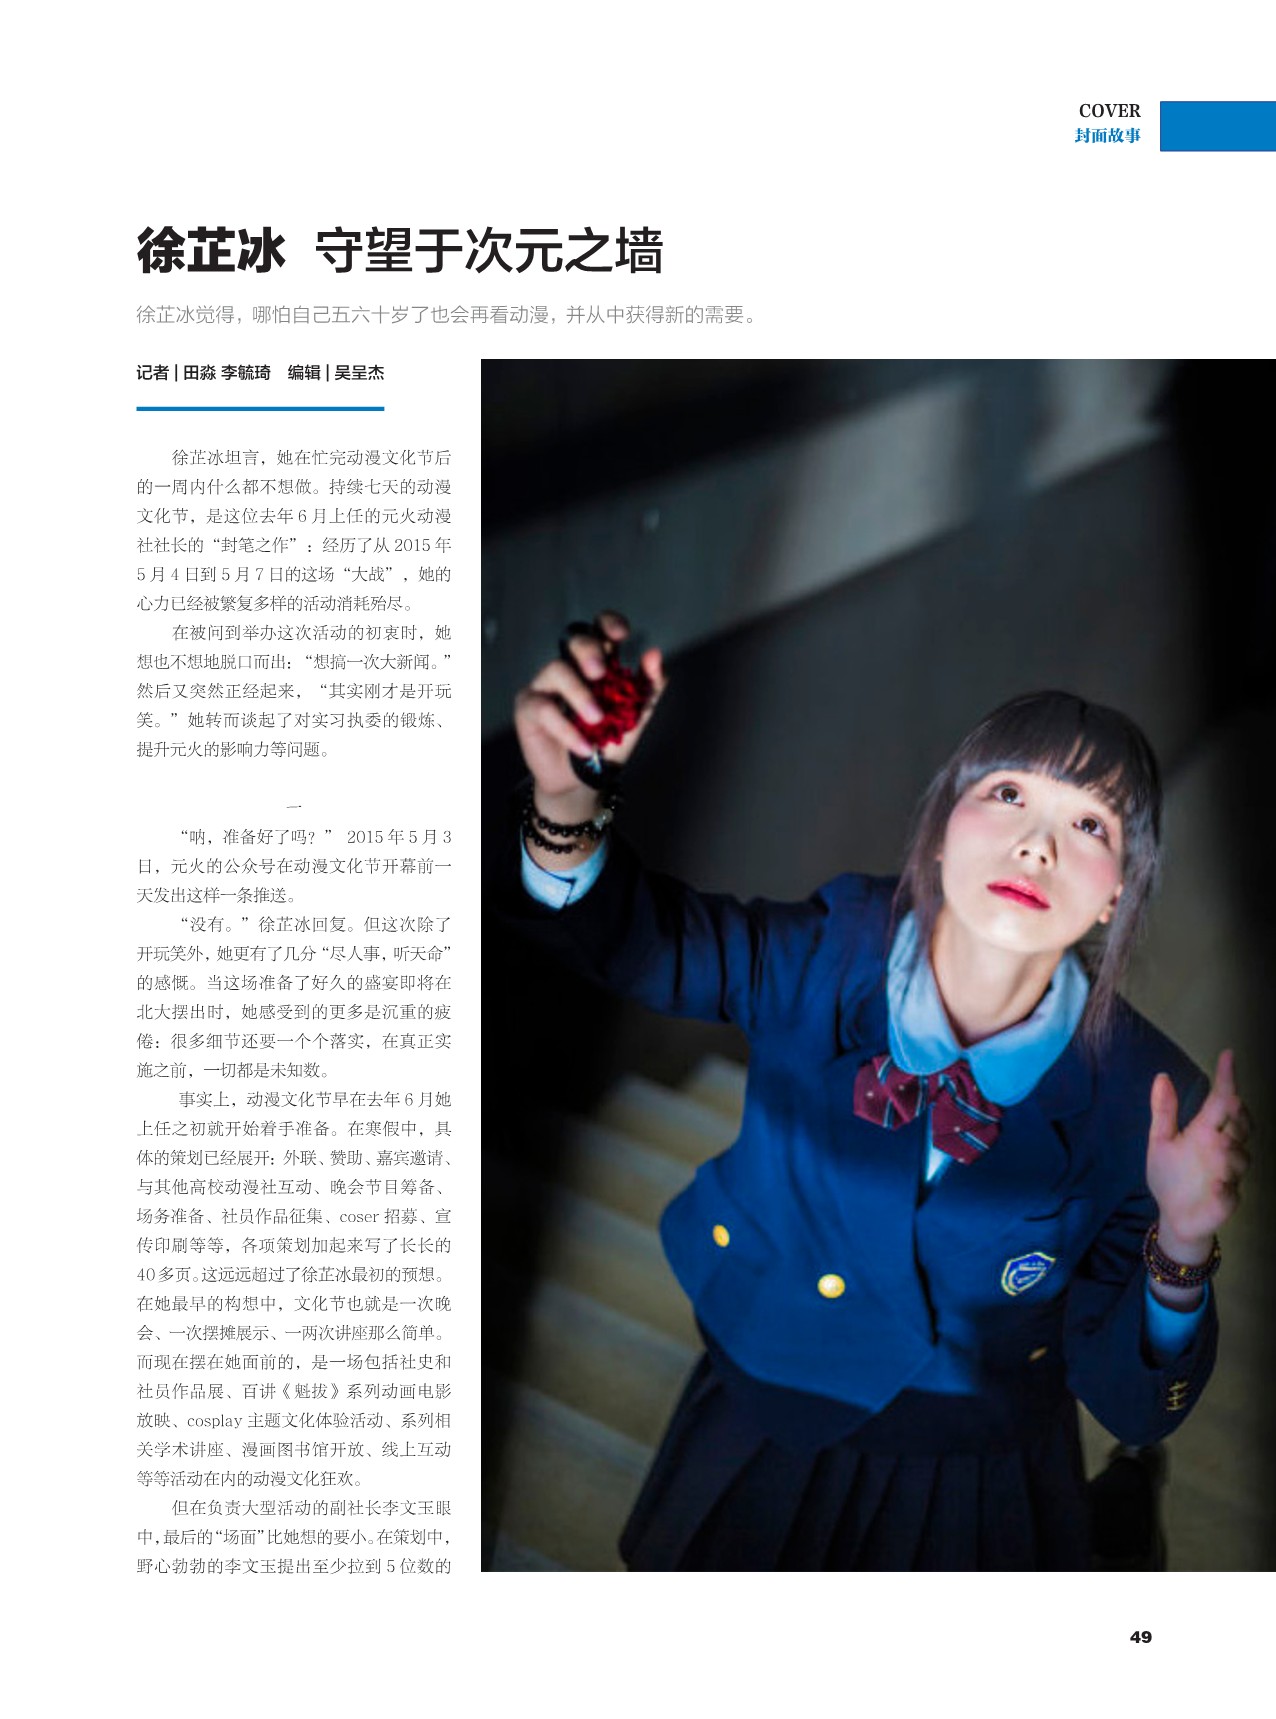 COVER
封面故事
徐芷冰 守望于次元之墙
徐芷冰觉得，哪怕自己五六十岁了也会再看动漫，并从中获得新的需要。
记者 | 田淼 李毓琦　编辑 | 吴呈杰
徐芷冰坦言，她在忙完动漫文化节后
的一周内什么都不想做。持续七天的动漫
文化节，是这位去年 6 月上任的元火动漫
社社长的“封笔之作”：经历了从 2015 年
5 月 4 日到 5 月 7 日的这场“大战”，她的
心力已经被繁复多样的活动消耗殆尽。
在被问到举办这次活动的初衷时，她
想也不想地脱口而出：“想搞一次大新闻。”
然后又突然正经起来，“其实刚才是开玩
笑。”她转而谈起了对实习执委的锻炼、
提升元火的影响力等问题。
一
“呐，准备好了吗？” 2015 年 5 月 3
日，元火的公众号在动漫文化节开幕前一
天发出这样一条推送。
“没有。”徐芷冰回复。但这次除了
开玩笑外，她更有了几分“尽人事，听天命”
的感慨。当这场准备了好久的盛宴即将在
北大摆出时，她感受到的更多是沉重的疲
倦：很多细节还要一个个落实，在真正实
施之前，一切都是未知数。
事实上，动漫文化节早在去年 6 月她
上任之初就开始着手准备。在寒假中，具
体的策划已经展开：外联、赞助、嘉宾邀请、
与其他高校动漫社互动、晚会节目筹备、
场务准备、社员作品征集、coser 招募、宣
传印刷等等，各项策划加起来写了长长的
40 多页。这远远超过了徐芷冰最初的预想。
在她最早的构想中，文化节也就是一次晚
会、一次摆摊展示、一两次讲座那么简单。
而现在摆在她面前的，是一场包括社史和
社员作品展、百讲《魁拔》系列动画电影
放映、cosplay 主题文化体验活动、系列相
关学术讲座、漫画图书馆开放、线上互动
等等活动在内的动漫文化狂欢。
但在负责大型活动的副社长李文玉眼
中，最后的“场面”比她想的要小。在策划中，
野心勃勃的李文玉提出至少拉到 5 位数的
49